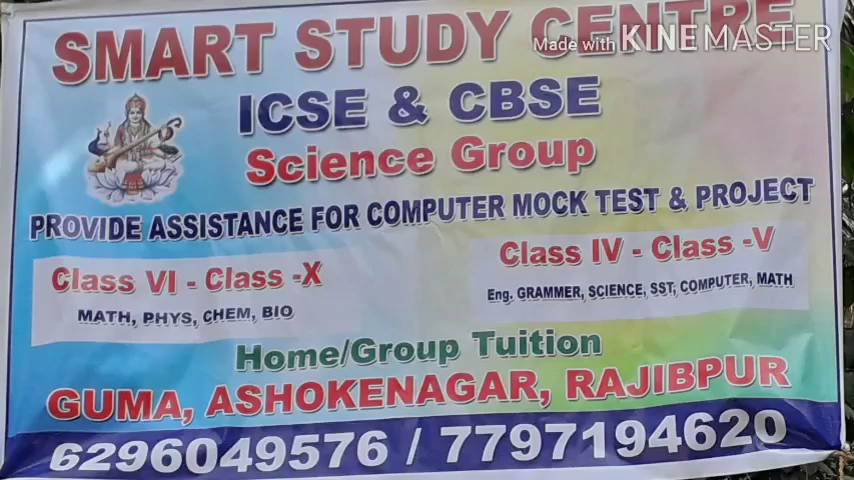 SMART STUDY CENTRE
Made with KINEMASTER
ICSE & CBSE
Science Group
PROVIDE ASSISTANCE FOR COMPUTER MOCK TEST & PROJECT
Class VI - Class -X
MATH, PHYS, CHEM, BIO
Class IV - Class -V
Eng. GRAMMER, SCIENCE, SST, COMPUTER, MATH
Home/Group Tuition
GUMA, ASHOKENAGAR, RAJIBPUR
6296049576 / 7797194620